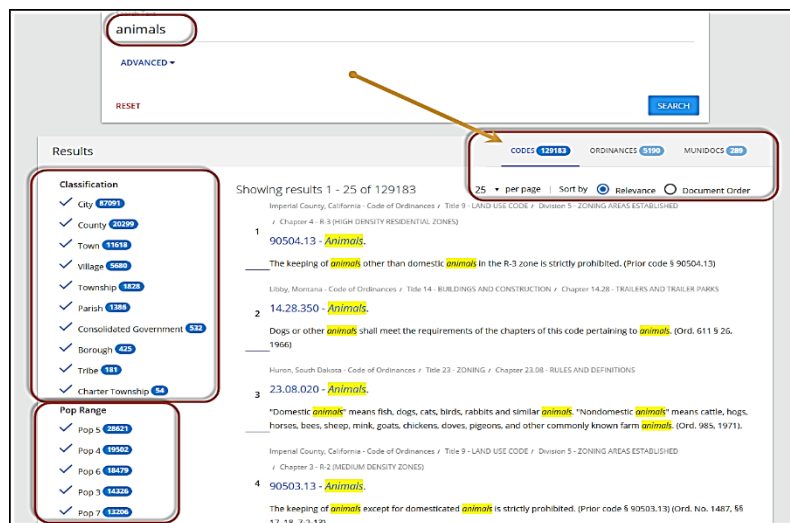 animals
ADVANCED
RESET
SEARCH
Results
CODES 129183 ORDINANCES 5190 MUNIDOCS 289
Classification
City 87091
County 20299
Town 11618
Village 5680
Township 1828
Parish 1386
Consolidated Government 532
Borough 425
Tribe 181
Charter Township 54
Pop Range
Pop 5 28621
Pop 4 19502
Pop 6 18479
Pop 3 14326
Pop 7 13206
Showing results 1 - 25 of 129183
25 per page | Sort by Relevance Document Order
Imperial County, California - Code of Ordinances / Title 9 - LAND USE CODE / Division 5 - ZONING AREAS ESTABLISHED
/ Chapter 4 - R-3 (HIGH DENSITY RESIDENTIAL ZONES)
1
90504.13 - Animals.
The keeping of animals other than domestic animals in the R-3 zone is strictly prohibited. (Prior code § 90504.13)
Libby, Montana - Code of Ordinances / Title 14 - BUILDINGS AND CONSTRUCTION / Chapter 14.28 - TRAILERS AND TRAILER PARKS
2 14.28.350 - Animals.
Dogs or other animals shall meet the requirements of the chapters of this code pertaining to animals. (Ord. 611 § 26,
1966)
Huron, South Dakota - Code of Ordinances / Title 23 - ZONING / Chapter 23.08 - RULES AND DEFINITIONS
3 23.08.020 - Animals.
"Domestic animals" means fish, dogs, cats, birds, rabbits and similar animals. "Nondomestic animals" means cattle, hogs,
horses, bees, sheep, mink, goats, chickens, doves, pigeons, and other commonly known farm animals. (Ord. 985, 1971).
Imperial County, California - Code of Ordinances / Title 9 - LAND USE CODE / Division 5 - ZONING AREAS ESTABLISHED
/ Chapter 3 - R-2 (MEDIUM DENSITY ZONES)
4 90503.13 - Animals.
The keeping of animals except for domesticated animals is strictly prohibited. (Prior code § 90503.13) (Ord. No. 1487, §§